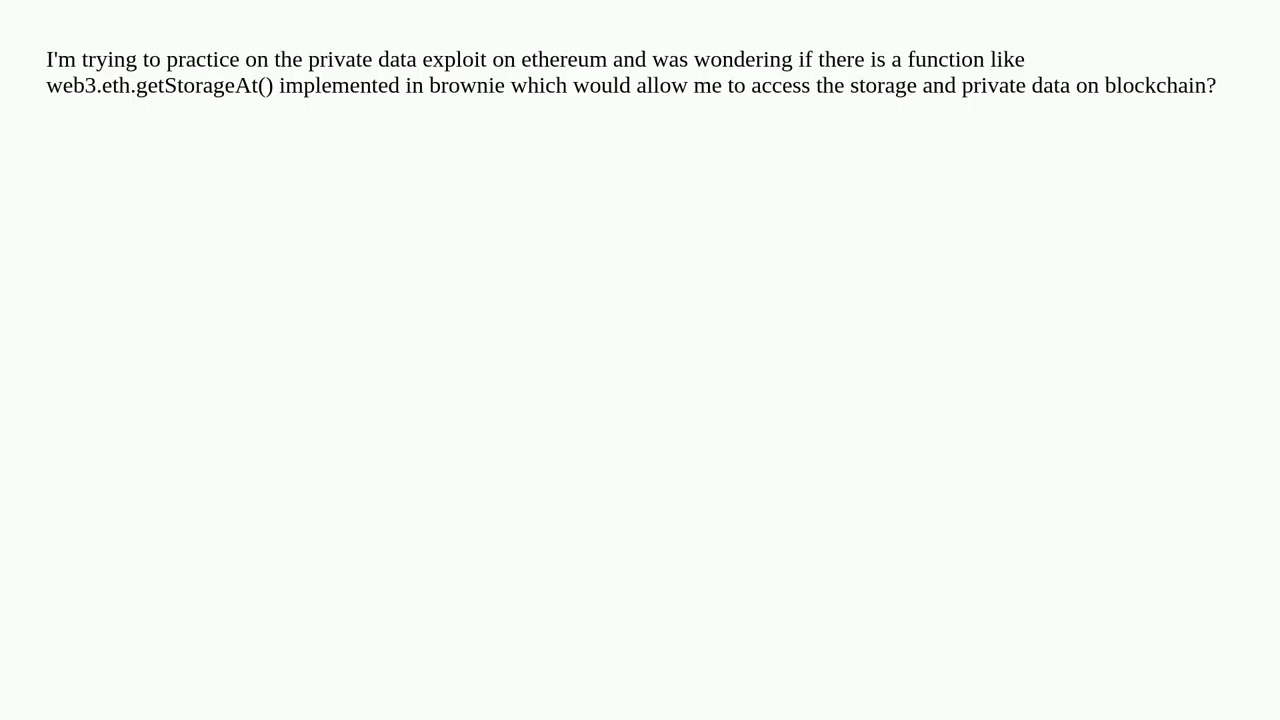 I'm trying to practice on the private data exploit on ethereum and was wondering if there is a function like
web3.eth.getStorageAt() implemented in brownie which would allow me to access the storage and private data on blockchain?